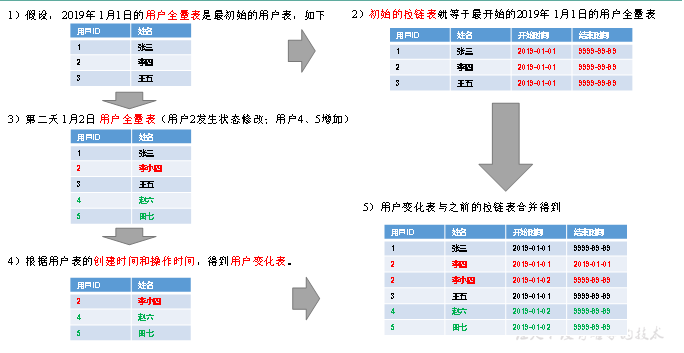 1）假设，2019年1月1日的用户全量表是最初始的用户表，如下
用户ID 姓名
1 张三
2 李四
3 王五
2）初始的拉链表就等于最开始的2019年1月1日的用户全量表
用户ID 姓名 开始时间 结束时间
1 张三 2019-01-01 9999-99-99
2 李四 2019-01-01 9999-99-99
3 王五 2019-01-01 9999-99-99
3）第二天1月2日 用户全量表（用户2发生状态修改；用户4、5增加）
用户ID 姓名
1 张三
2 李小四
3 王五
4 赵六
5 田七
4）根据用户表的创建时间和操作时间，得到用户变化表。
用户ID 姓名
2 李小四
4 赵六
5 田七
5）用户变化表与之前的拉链表合并得到
用户ID 姓名 开始时间 结束时间
1 张三 2019-01-01 9999-99-99
2 李四 2019-01-01 2019-01-01
2 李小四 2019-01-02 9999-99-99
3 王五 2019-01-01 9999-99-99
4 赵六 2019-01-02 9999-99-99
5 田七 2019-01-02 9999-99-99